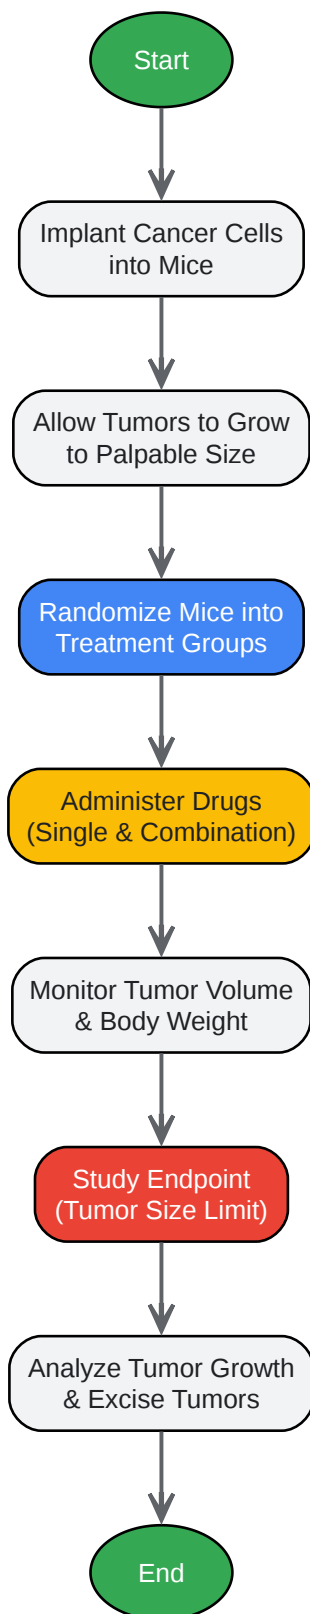 Start
Implant Cancer Cells
into Mice
Allow Tumors to Grow
to Palpable Size
Randomize Mice into
Treatment Groups
Administer Drugs
(Single & Combination)
Monitor Tumor Volume
& Body Weight
Study Endpoint
(Tumor Size Limit)
Analyze Tumor Growth
& Excise Tumors
End